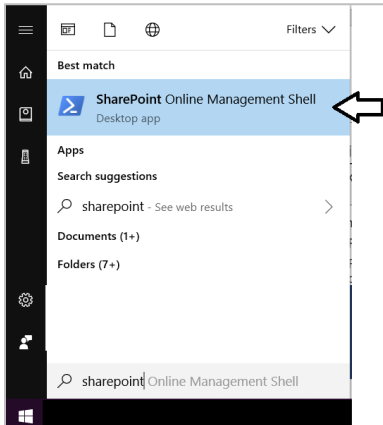 Filters
Best match
SharePoint Online Management Shell
Desktop app
Apps
Search suggestions
sharepoint - See web results
Documents (1+)
Folders (7+)
sharepoint Online Management Shell